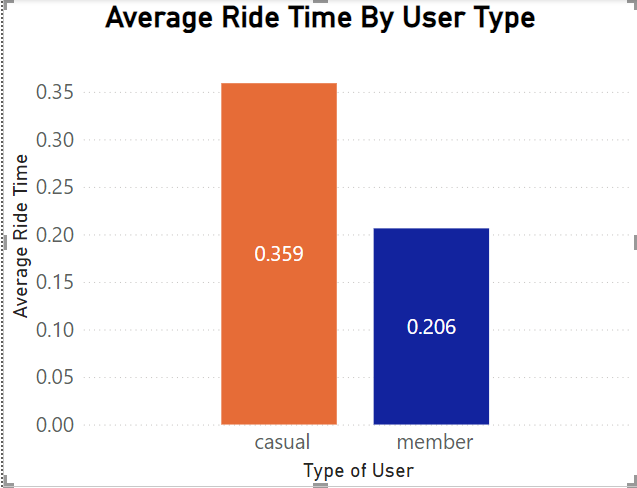 Average Ride Time By User Type
Average Ride Time
0.35
0.30
0.25
0.20
0.15
0.10
0.05
0.00
0.359
0.206
casual
member
Type of User